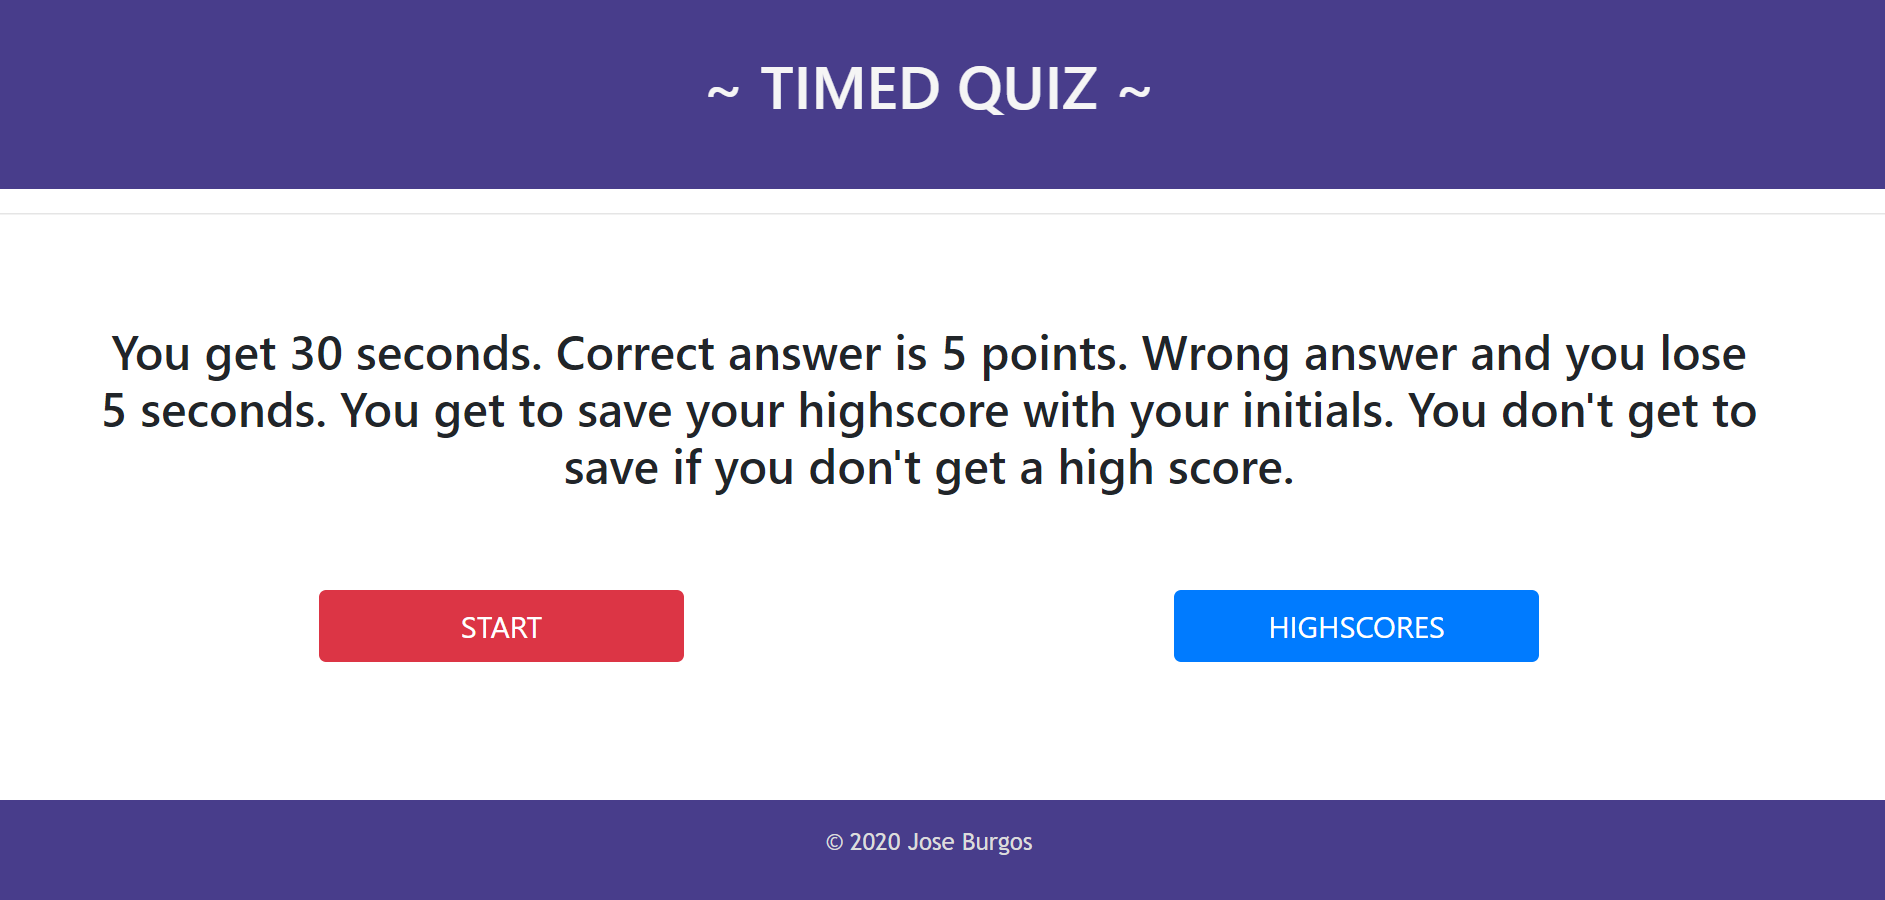 ~ TIMED QUIZ ~
You get 30 seconds. Correct answer is 5 points. Wrong answer and you lose
5 seconds. You get to save your highscore with your initials. You don't get to
save if you don't get a high score.
START
HIGHSCORES
© 2020 Jose Burgos